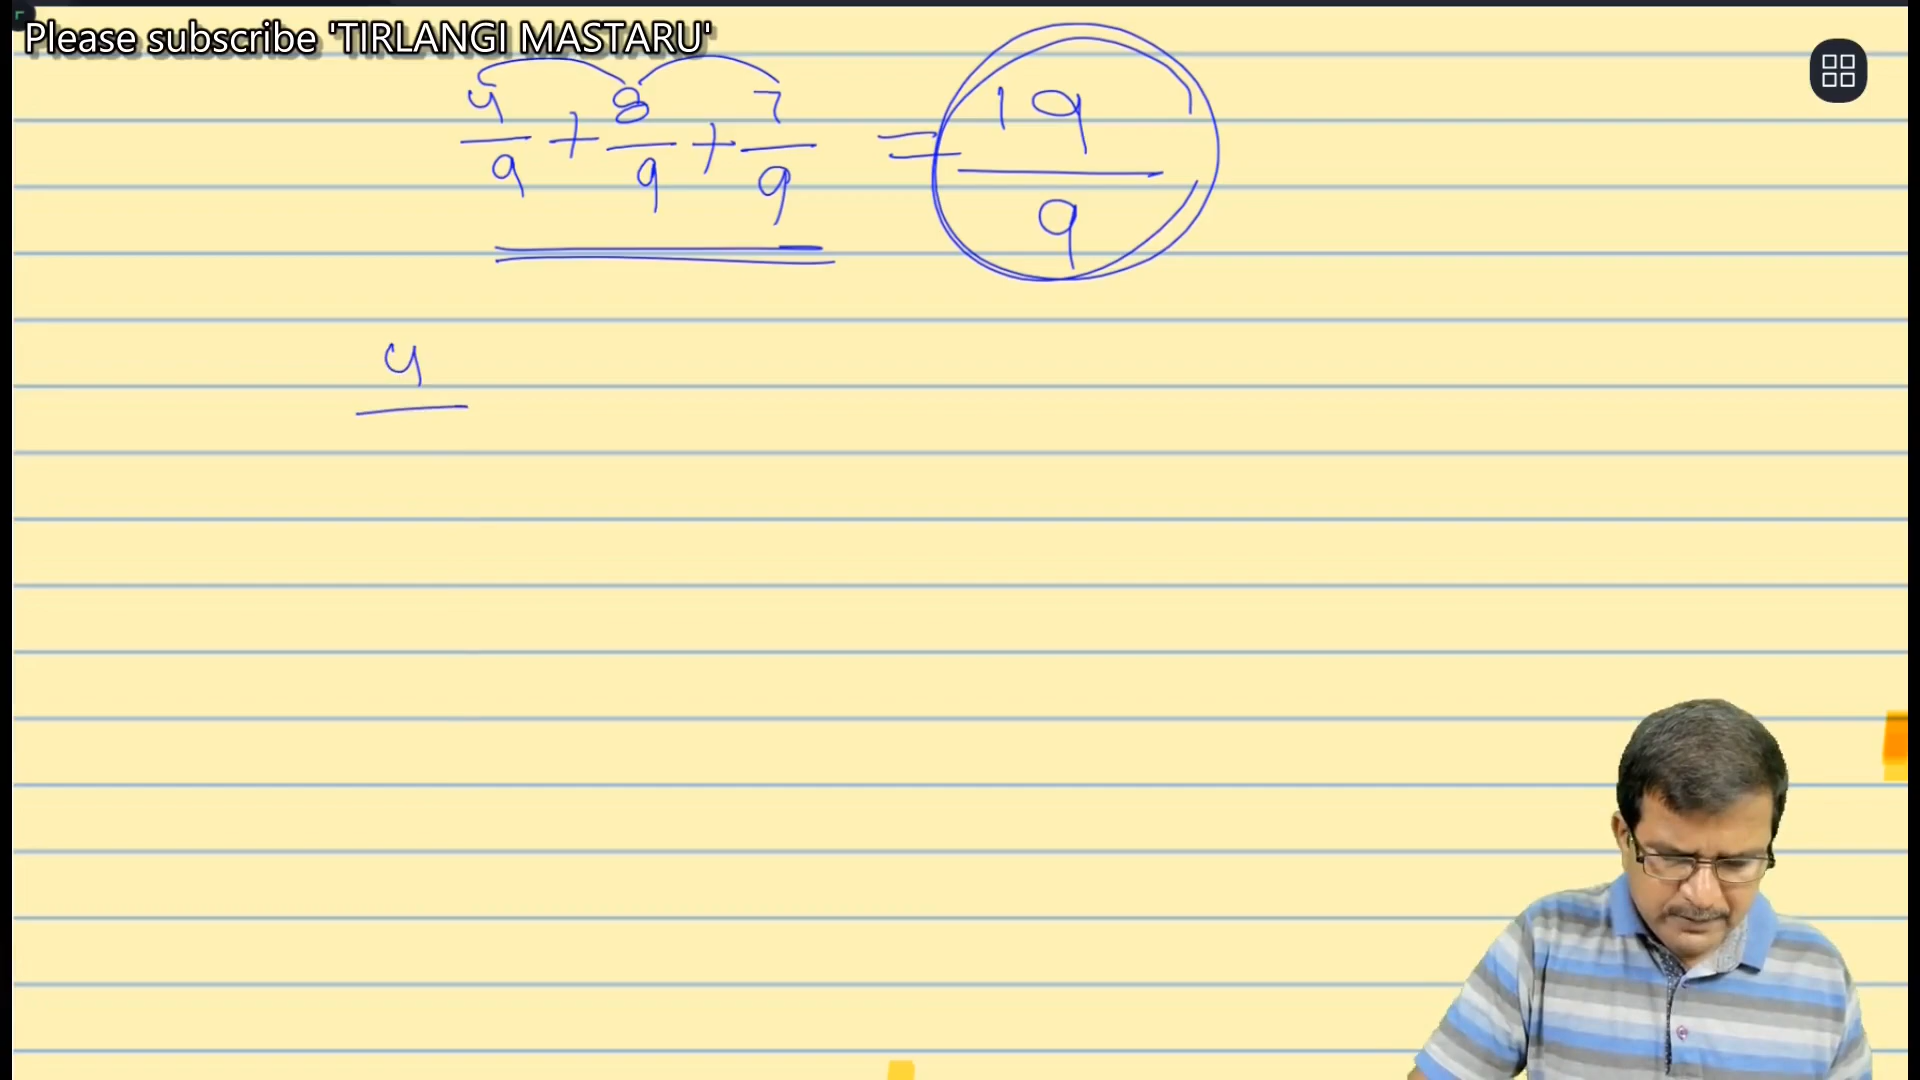 Please subscribe 'TIRLANGI MASTARU'
4/9 + 8/9 + 7/9 = 19/9
4